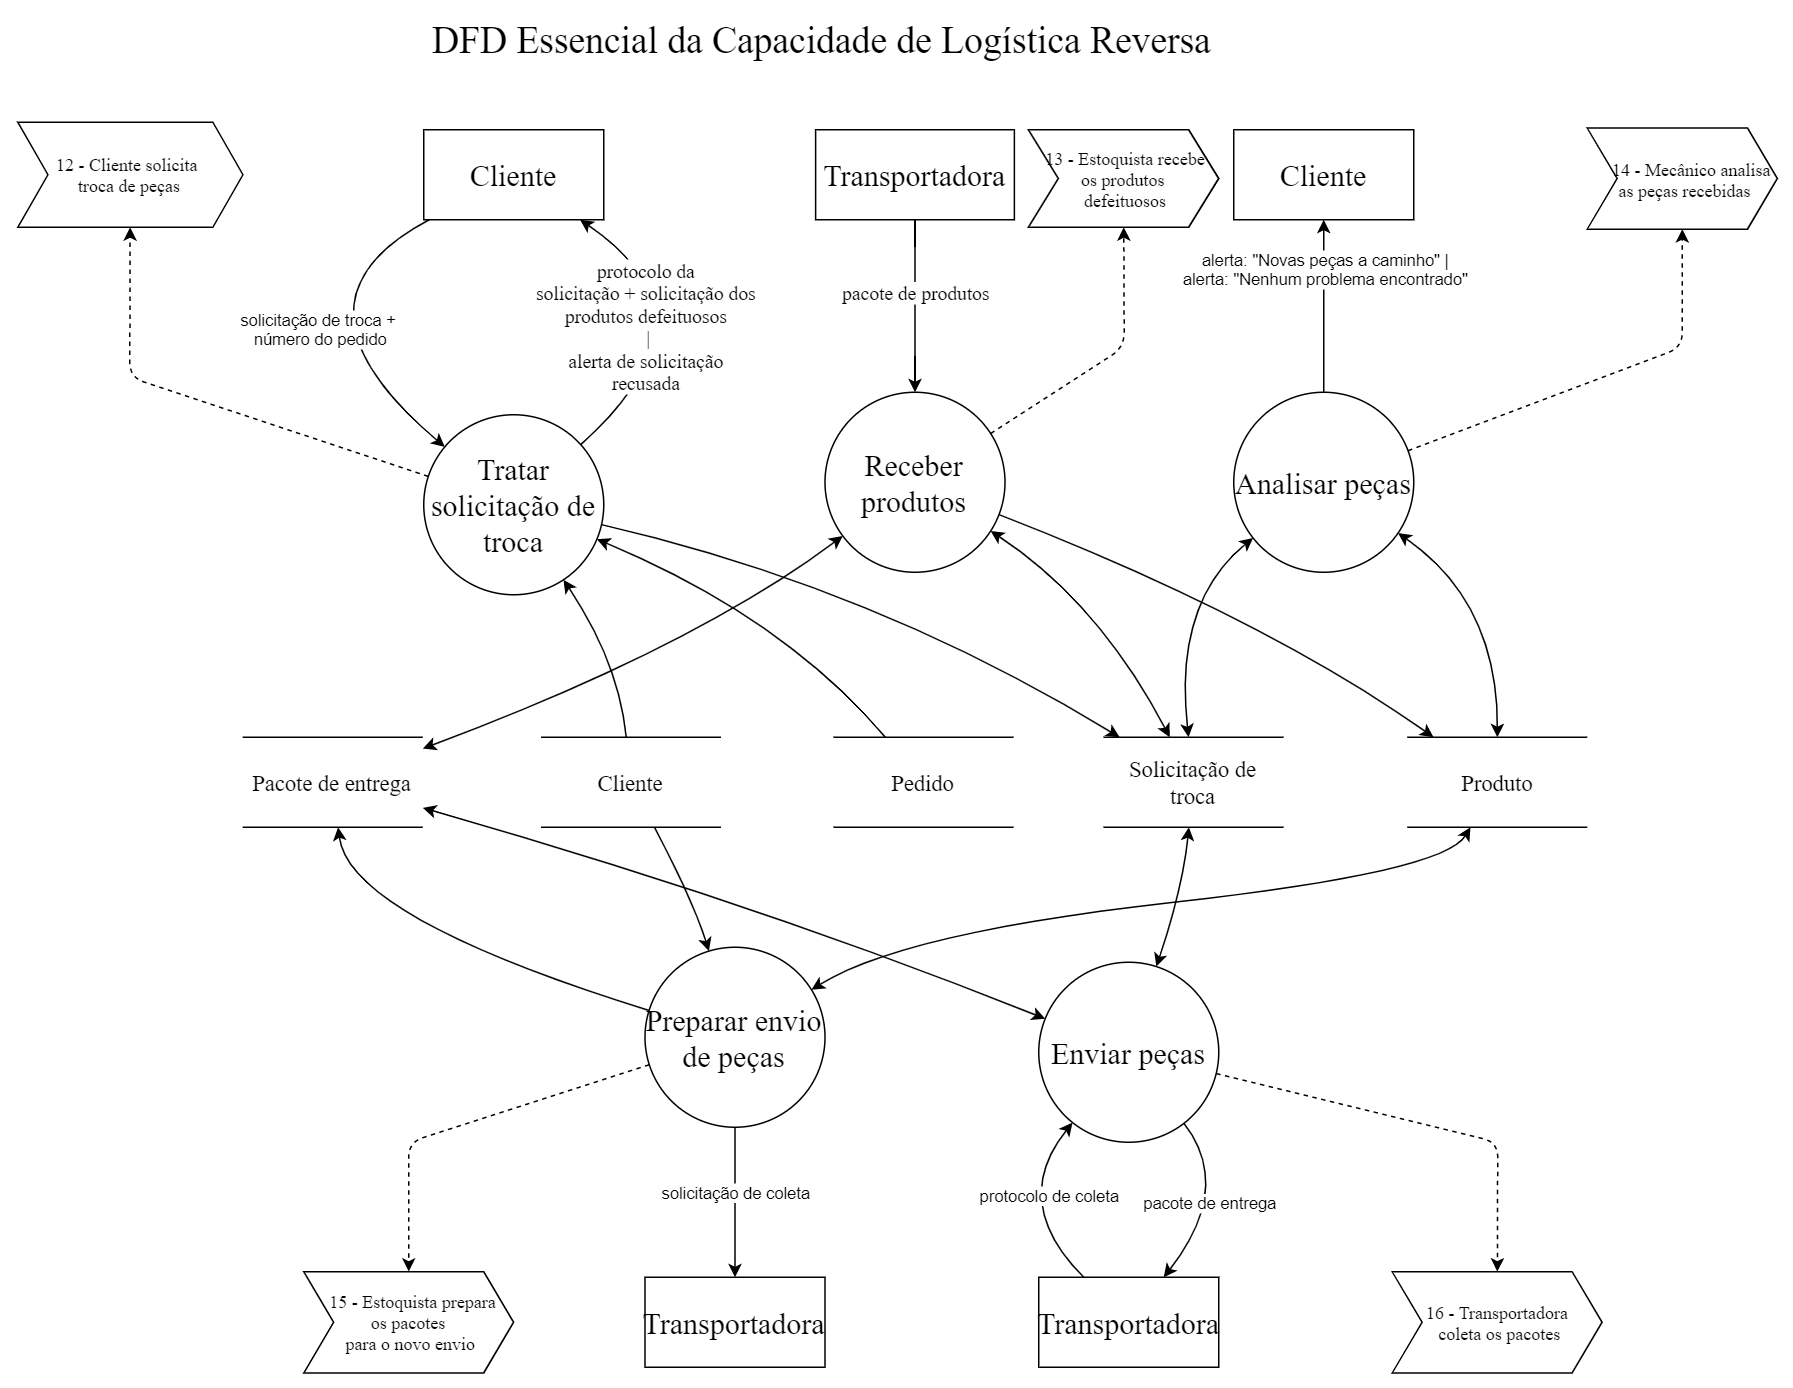 DFD Essencial da Capacidade de Logística Reversa
12 - Cliente solicita
troca de peças
Cliente
Transportadora
13 - Estoquista recebe
os produtos
defeituosos
Cliente
14 - Mecânico analisa
as peças recebidas
solicitação de troca +
número do pedido
protocolo da
solicitação + solicitação dos
produtos defeituosos
|
alerta de solicitação
recusada
pacote de produtos
alerta: "Novas peças a caminho" |
alerta: "Nenhum problema encontrado"
Tratar
solicitação de
troca
Receber
produtos
Analisar peças
Pacote de entrega
Cliente
Pedido
Solicitação de
troca
Produto
Preparar envio
de peças
Enviar peças
solicitação de coleta
protocolo de coleta
pacote de entrega
15 - Estoquista prepara
os pacotes
para o novo envio
Transportadora
Transportadora
16 - Transportadora
coleta os pacotes